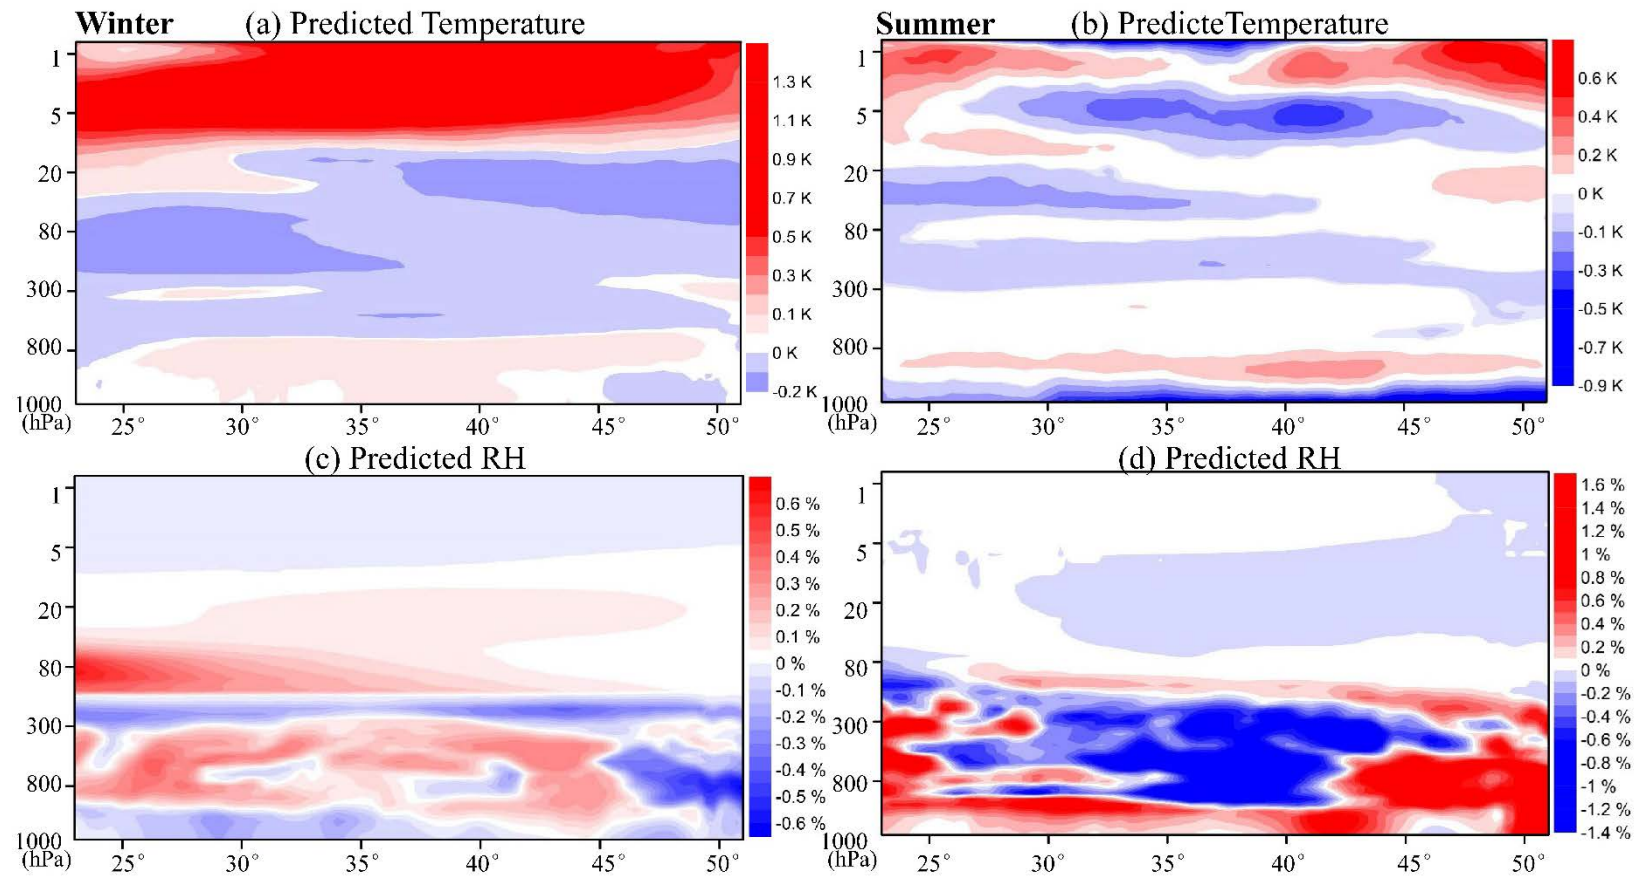 Winter (a) Predicted Temperature
1
5
20
80
300
800
1000
(hPa)
25° 30° 35° 40° 45° 50°
1.3 K
1.1 K
0.9 K
0.7 K
0.5 K
0.3 K
0.1 K
0 K
-0.2 K
Summer (b) PredicteTemperature
1
5
20
80
300
800
1000
(hPa)
25° 30° 35° 40° 45° 50°
0.6 K
0.4 K
0.2 K
0 K
-0.1 K
-0.3 K
-0.5 K
-0.7 K
-0.9 K
(c) Predicted RH
1
5
20
80
300
800
1000
(hPa)
25° 30° 35° 40° 45° 50°
0.6 %
0.5 %
0.4 %
0.3 %
0.2 %
0.1 %
0 %
-0.1 %
-0.2 %
-0.3 %
-0.4 %
-0.5 %
-0.6 %
(d) Predicted RH
1
5
20
80
300
800
1000
(hPa)
25° 30° 35° 40° 45° 50°
1.6 %
1.4 %
1.2 %
1 %
0.8 %
0.6 %
0.4 %
0.2 %
0 %
-0.2 %
-0.4 %
-0.6 %
-0.8 %
-1 %
-1.2 %
-1.4 %